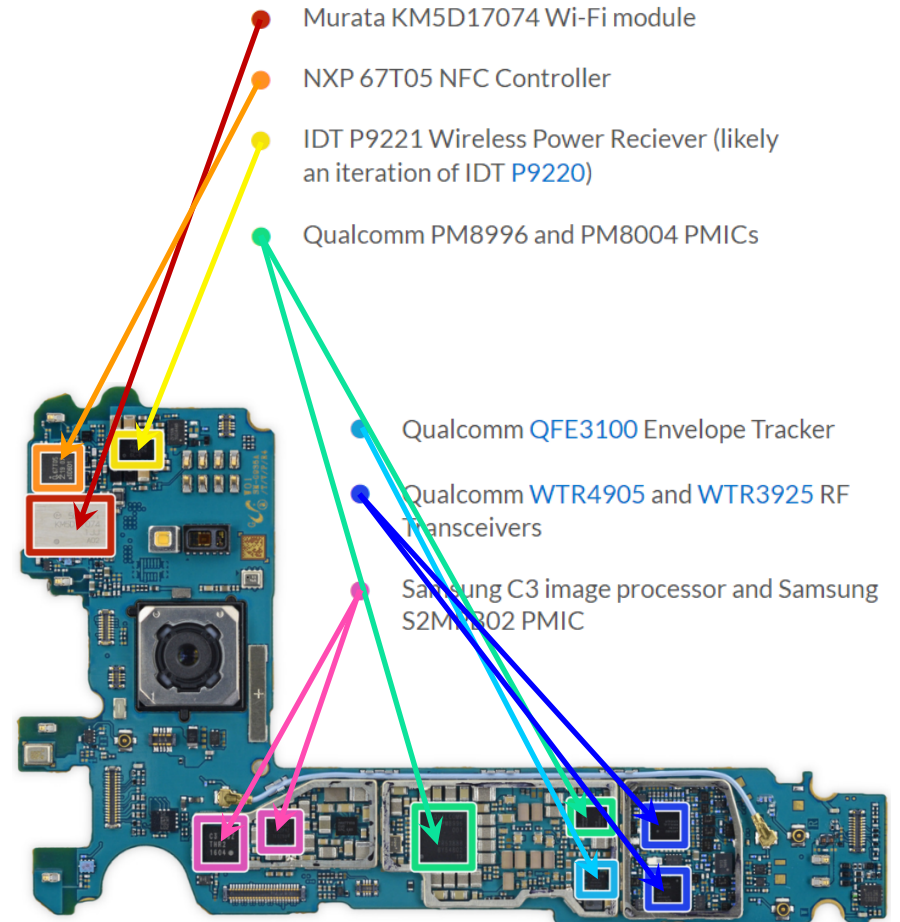 Murata KM5D17074 Wi-Fi module
NXP 67T05 NFC Controller
IDT P9221 Wireless Power Reciever (likely
an iteration of IDT P9220)
Qualcomm PM8996 and PM8004 PMICs
Qualcomm QFE3100 Envelope Tracker
Qualcomm WTR4905 and WTR3925 RF
Transceivers
Samsung C3 image processor and Samsung
PMIC